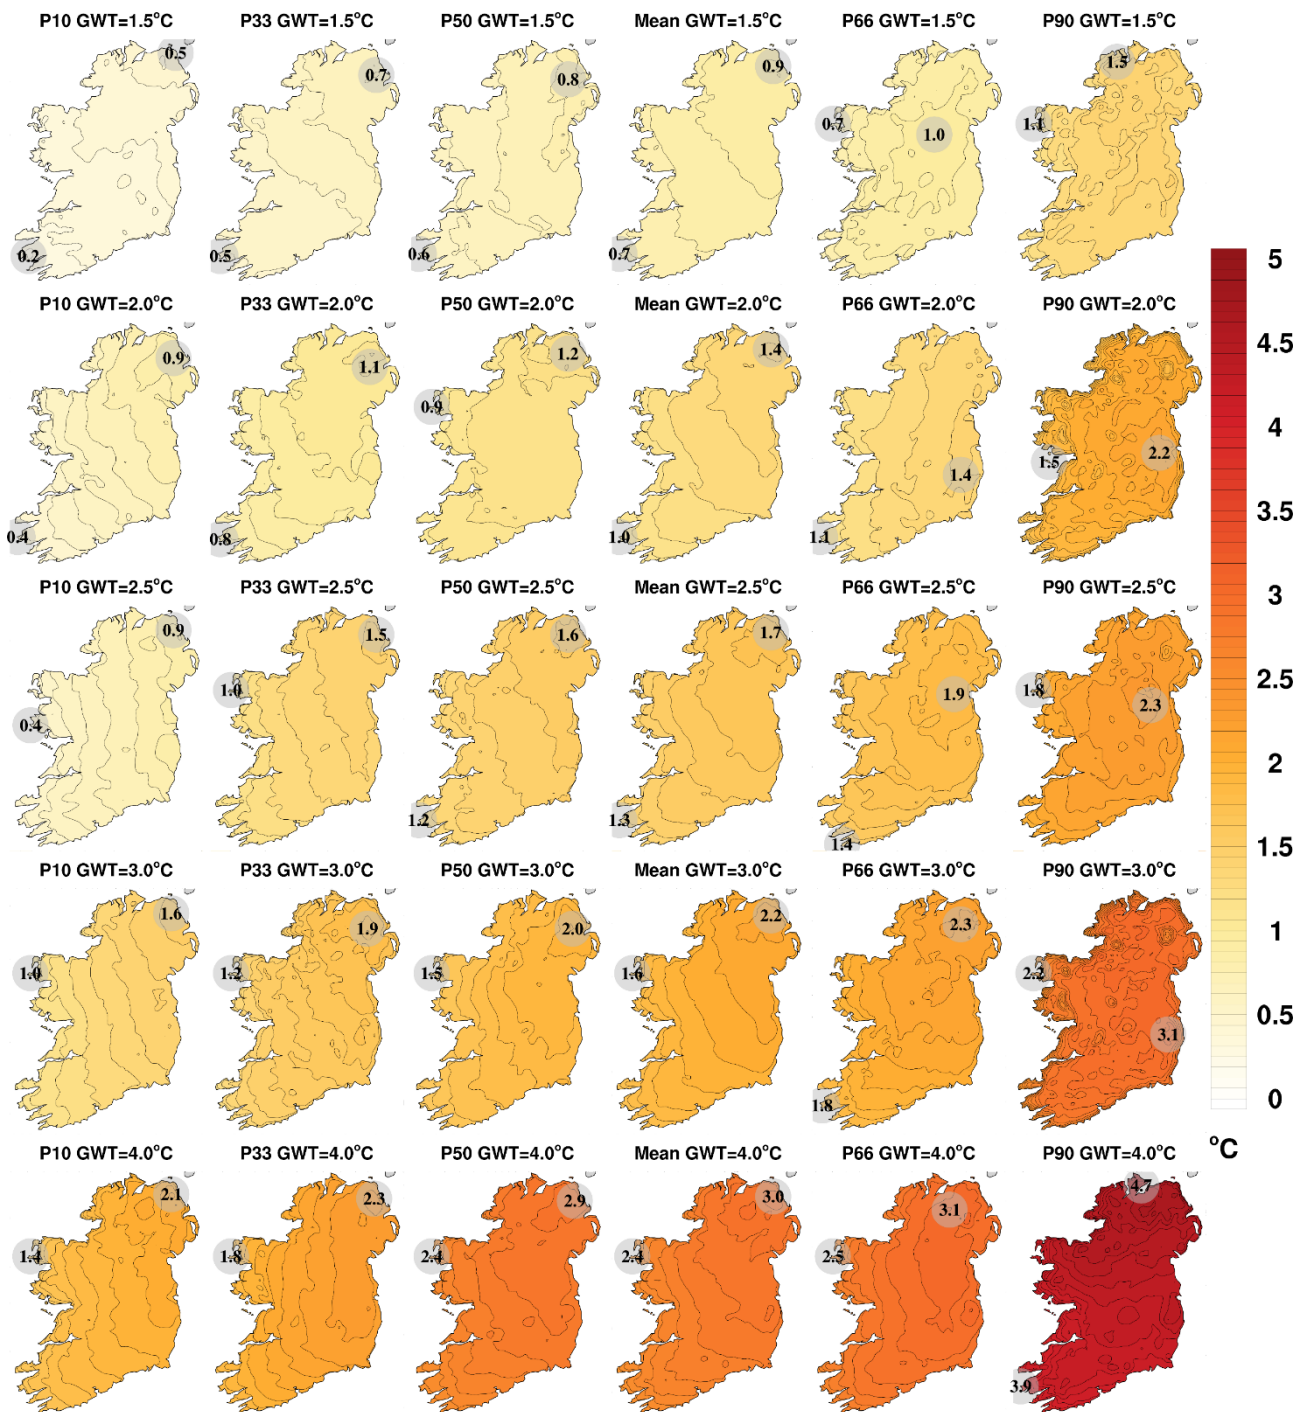 P10 GWT=1.5°C P33 GWT=1.5°C P50 GWT=1.5°C Mean GWT=1.5°C P66 GWT=1.5°C P90 GWT=1.5°C
0.5 0.7 0.8 0.9 1.5
0.7 1.0 1.1
0.2 0.5 0.6 0.7
P10 GWT=2.0°C P33 GWT=2.0°C P50 GWT=2.0°C Mean GWT=2.0°C P66 GWT=2.0°C P90 GWT=2.0°C
0.9 1.1 1.2 1.4
0.9
1.4 1.5 2.2
0.4 0.8 1.0 1.1
P10 GWT=2.5°C P33 GWT=2.5°C P50 GWT=2.5°C Mean GWT=2.5°C P66 GWT=2.5°C P90 GWT=2.5°C
0.9 1.5 1.6 1.7
0.4 1.0 1.9 1.8 2.3
1.2 1.3 1.4
P10 GWT=3.0°C P33 GWT=3.0°C P50 GWT=3.0°C Mean GWT=3.0°C P66 GWT=3.0°C P90 GWT=3.0°C
1.6 1.9 2.0 2.2 2.3
1.0 1.2 1.5 1.6 2.2
3.1
1.8
P10 GWT=4.0°C P33 GWT=4.0°C P50 GWT=4.0°C Mean GWT=4.0°C P66 GWT=4.0°C P90 GWT=4.0°C
2.1 2.3 2.9 3.0 3.1 4.7
1.4 1.8 2.4 2.4 2.5
3.9
5
4.5
4
3.5
3
2.5
2
1.5
1
0.5
0
°C